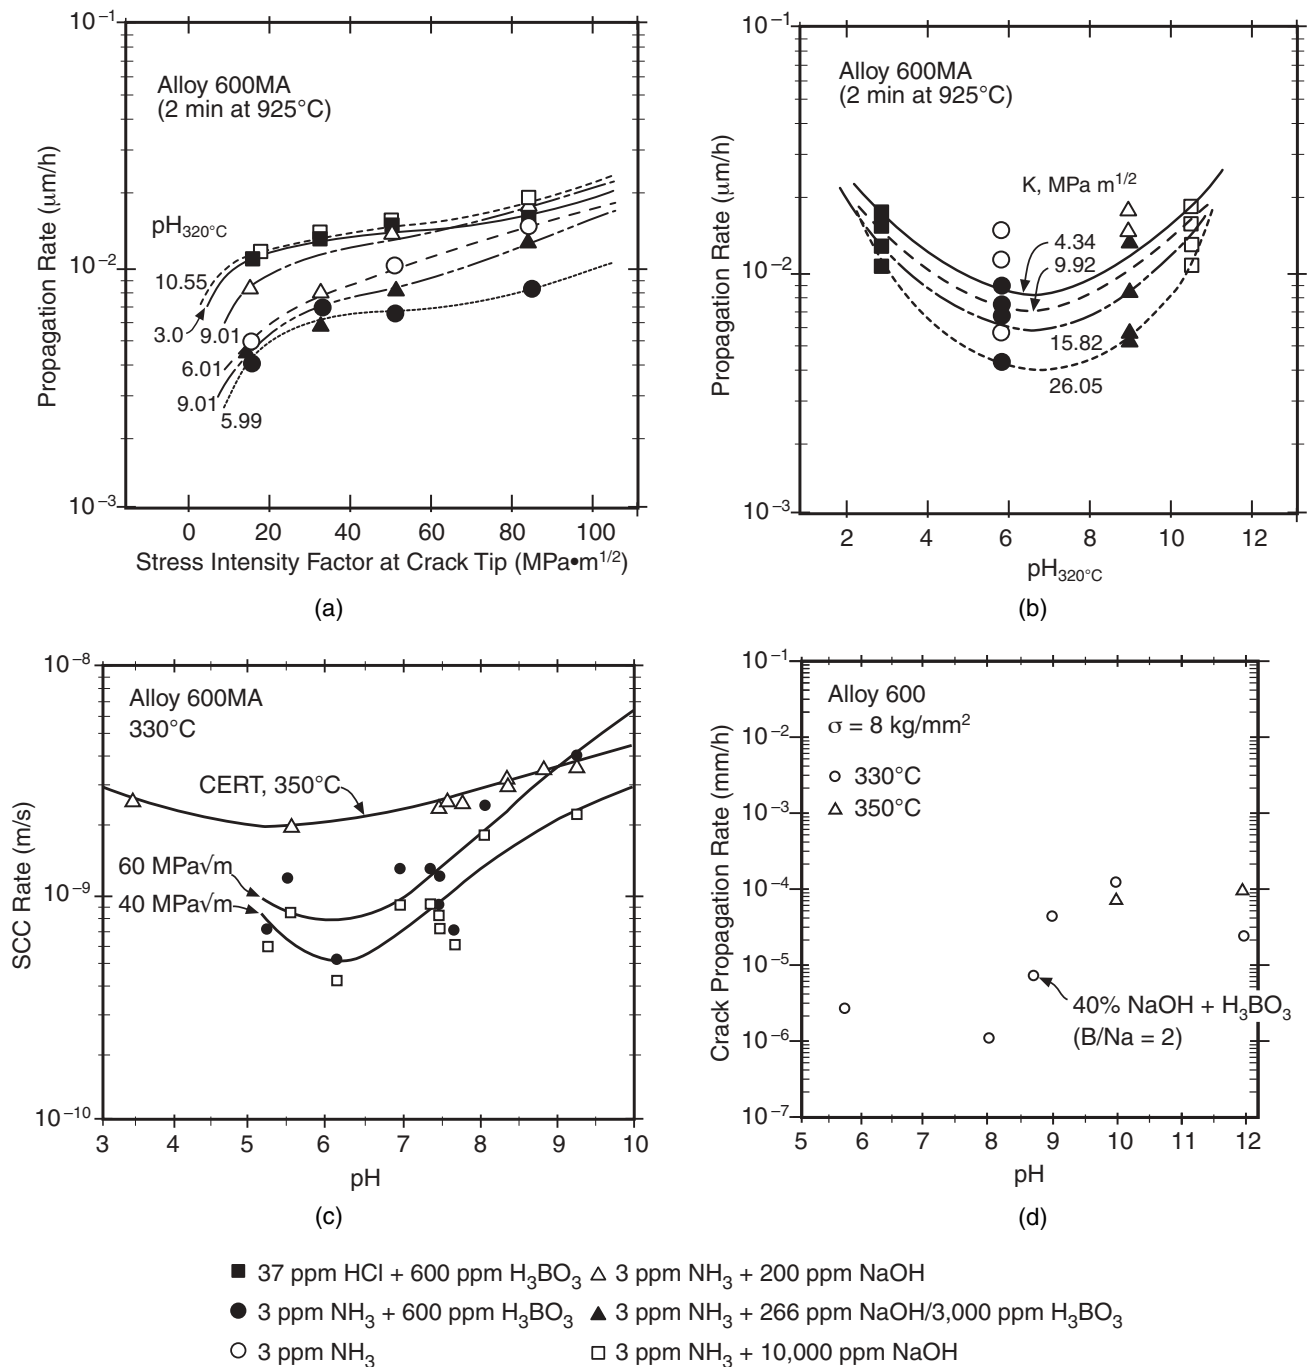 10⁻¹
10⁻²
10⁻³
Propagation Rate (μm/h)
Alloy 600MA
(2 min at 925°C)
pH₃₂₀°C
10.55
3.0
9.01
6.01
9.01
5.99
0 20 40 60 80 100
Stress Intensity Factor at Crack Tip (MPa•m¹/²)
(a)
10⁻¹
10⁻²
10⁻³
Propagation Rate (μm/h)
Alloy 600MA
(2 min at 925°C)
K, MPa m¹/²
4.34
9.92
15.82
26.05
2 4 6 8 10 12
pH₃₂₀°C
(b)
10⁻⁸
10⁻⁹
10⁻¹⁰
SCC Rate (m/s)
Alloy 600MA
330°C
CERT, 350°C
60 MPa√m
40 MPa√m
3 4 5 6 7 8 9 10
pH
(c)
10⁻¹
10⁻²
10⁻³
10⁻⁴
10⁻⁵
10⁻⁶
10⁻⁷
Crack Propagation Rate (mm/h)
Alloy 600
σ = 8 kg/mm²
330°C
350°C
40% NaOH + H₃BO₃
(B/Na = 2)
5 6 7 8 9 10 11 12
pH
(d)
■ 37 ppm HCl + 600 ppm H₃BO₃ △ 3 ppm NH₃ + 200 ppm NaOH
● 3 ppm NH₃ + 600 ppm H₃BO₃ ▲ 3 ppm NH₃ + 266 ppm NaOH/3,000 ppm H₃BO₃
○ 3 ppm NH₃ □ 3 ppm NH₃ + 10,000 ppm NaOH